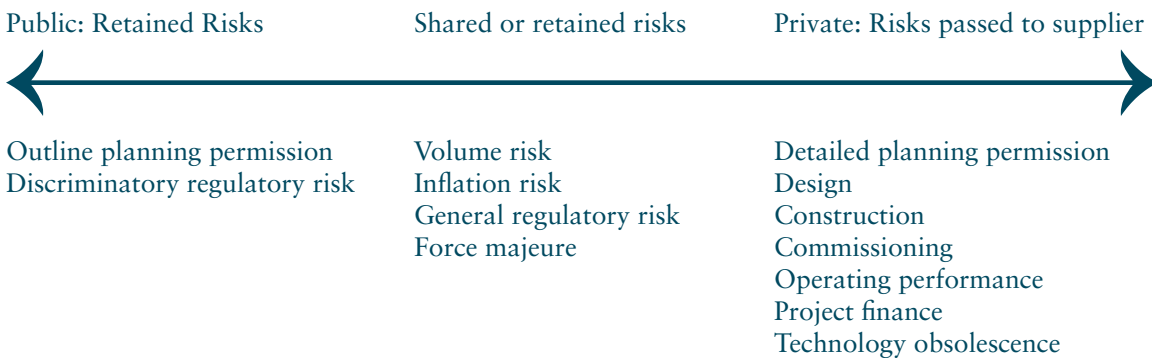 Public: Retained Risks
Shared or retained risks
Private: Risks passed to supplier
Outline planning permission
Discriminatory regulatory risk
Volume risk
Inflation risk
General regulatory risk
Force majeure
Detailed planning permission
Design
Construction
Commissioning
Operating performance
Project finance
Technology obsolescence